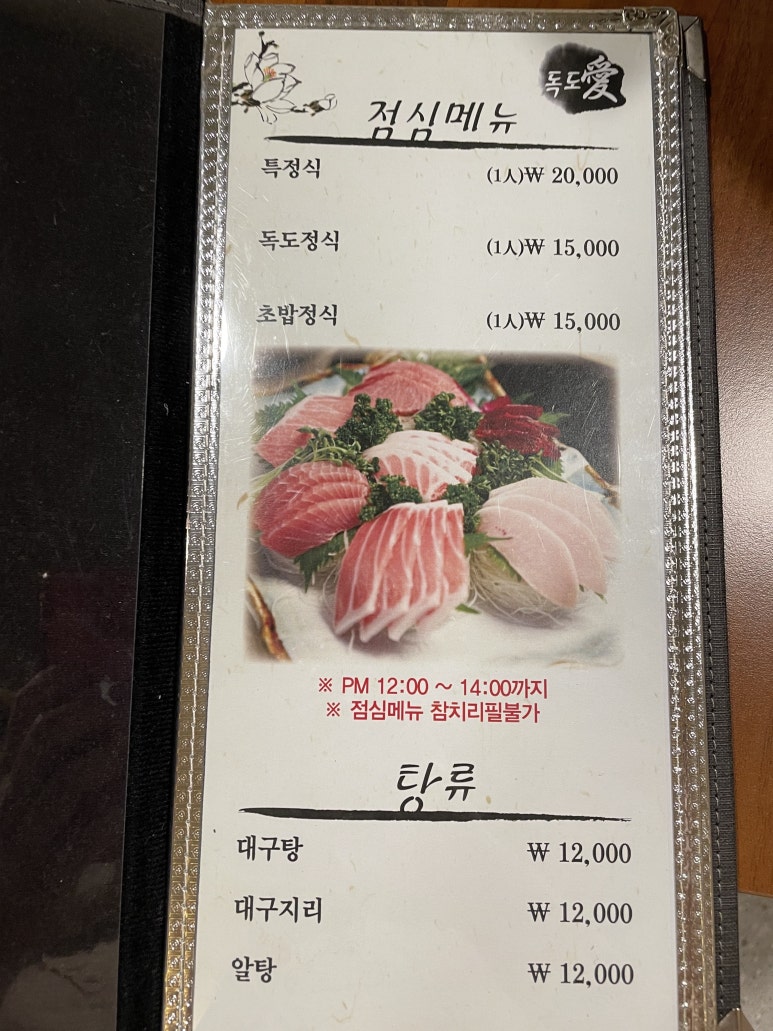 독도愛
점심메뉴
특정식 (1人)₩ 20,000
독도정식 (1人)₩ 15,000
초밥정식 (1人)₩ 15,000
※ PM 12:00 ~ 14:00까지
※ 점심메뉴 참치리필불가
탕류
대구탕 ₩ 12,000
대구지리 ₩ 12,000
알탕 ₩ 12,000